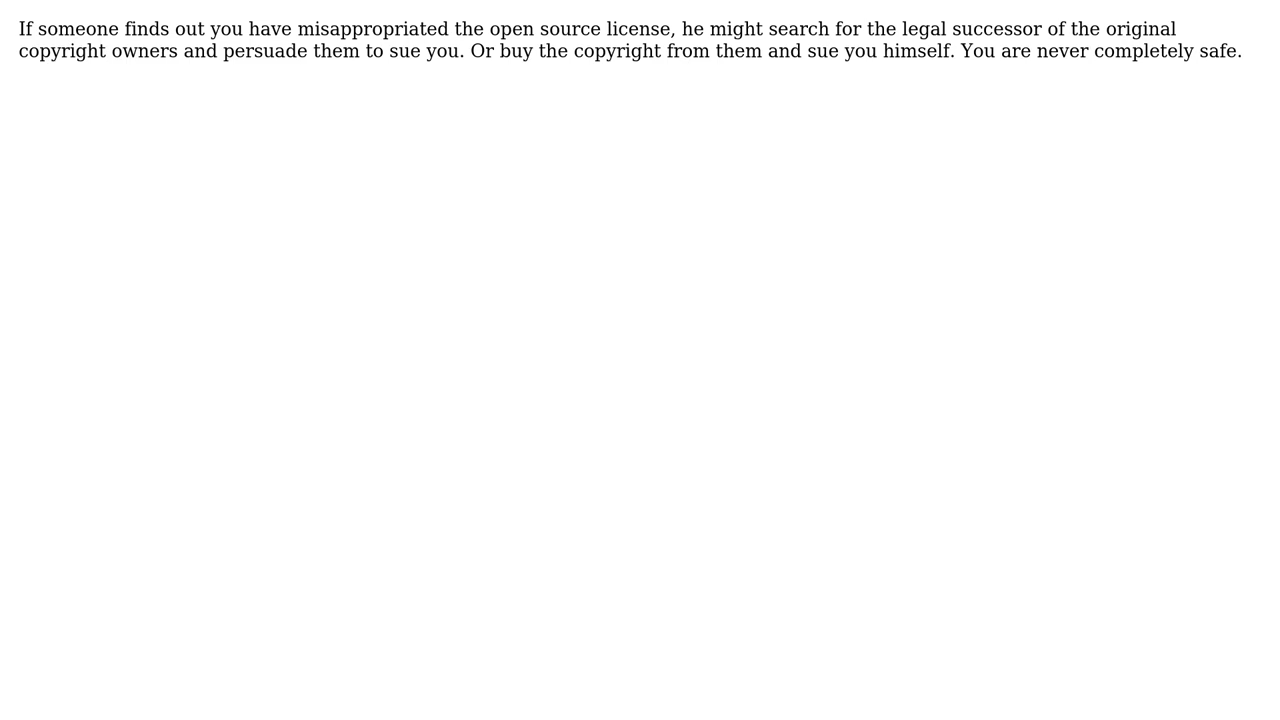 If someone finds out you have misappropriated the open source license, he might search for the legal successor of the original
copyright owners and persuade them to sue you. Or buy the copyright from them and sue you himself. You are never completely safe.